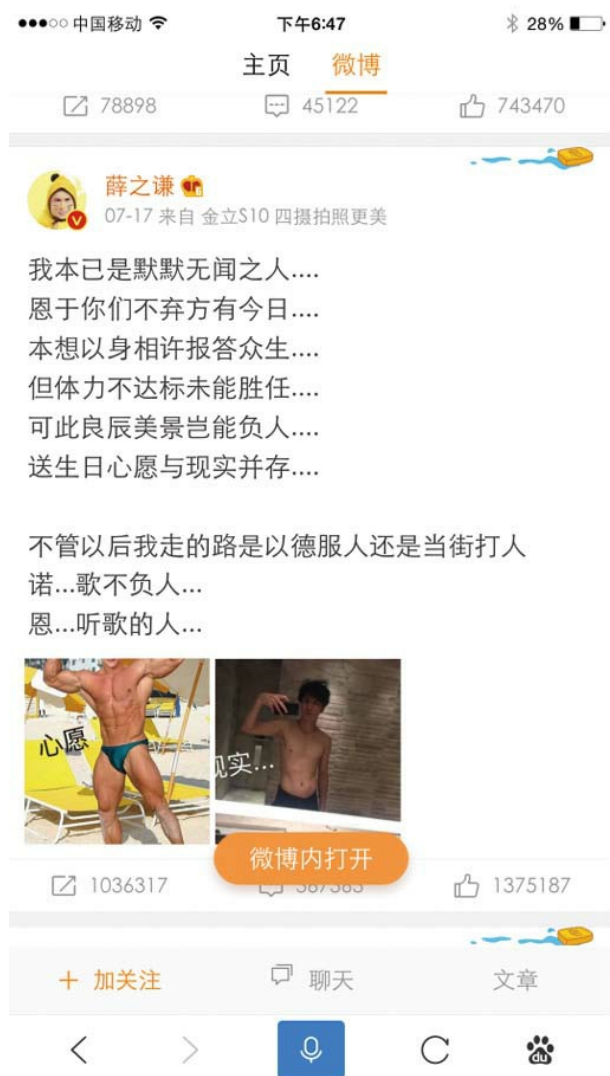 中国移动 下午6:47 28%
主页 微博
78898 45122 743470
薛之谦
07-17 来自 金立S10 四摄拍照更美
我本已是默默无闻之人....
恩于你们不弃方有今日....
本想以身相许报答众生....
但体力不达标未能胜任....
可此良辰美景岂能负人....
送生日心愿与现实并存....
不管以后我走的路是以德服人还是当街打人
诺...歌不负人...
恩...听歌的人...
心愿
现实...
微博内打开
1036317 1375187
+ 加关注 聊天 文章
du